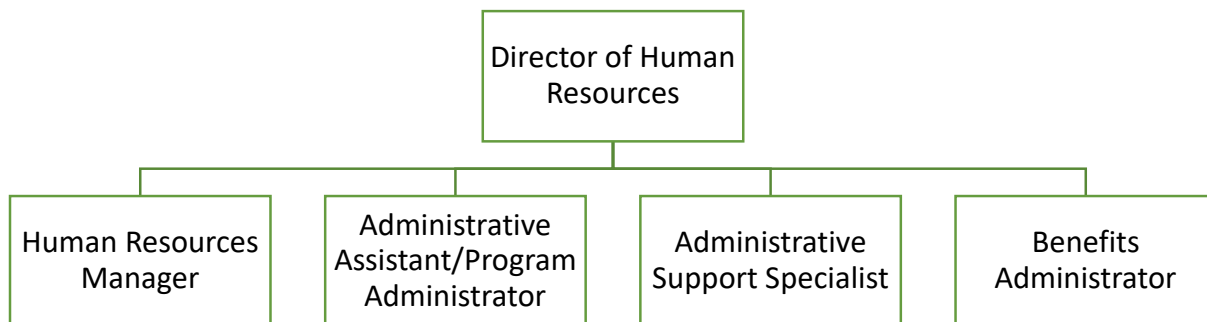 Director of Human
Resources
Human Resources
Manager
Administrative
Assistant/Program
Administrator
Administrative
Support Specialist
Benefits
Administrator